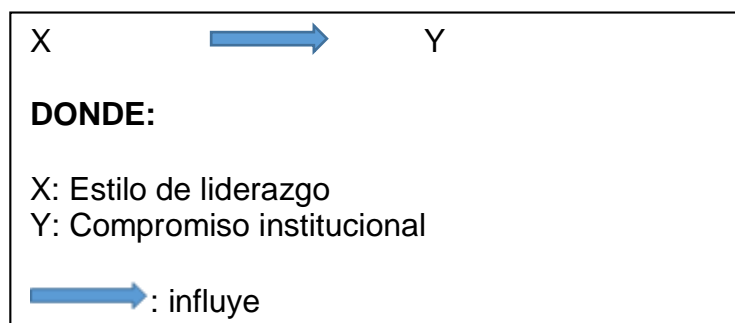 X Y
DONDE:
X: Estilo de liderazgo
Y: Compromiso institucional
: influye